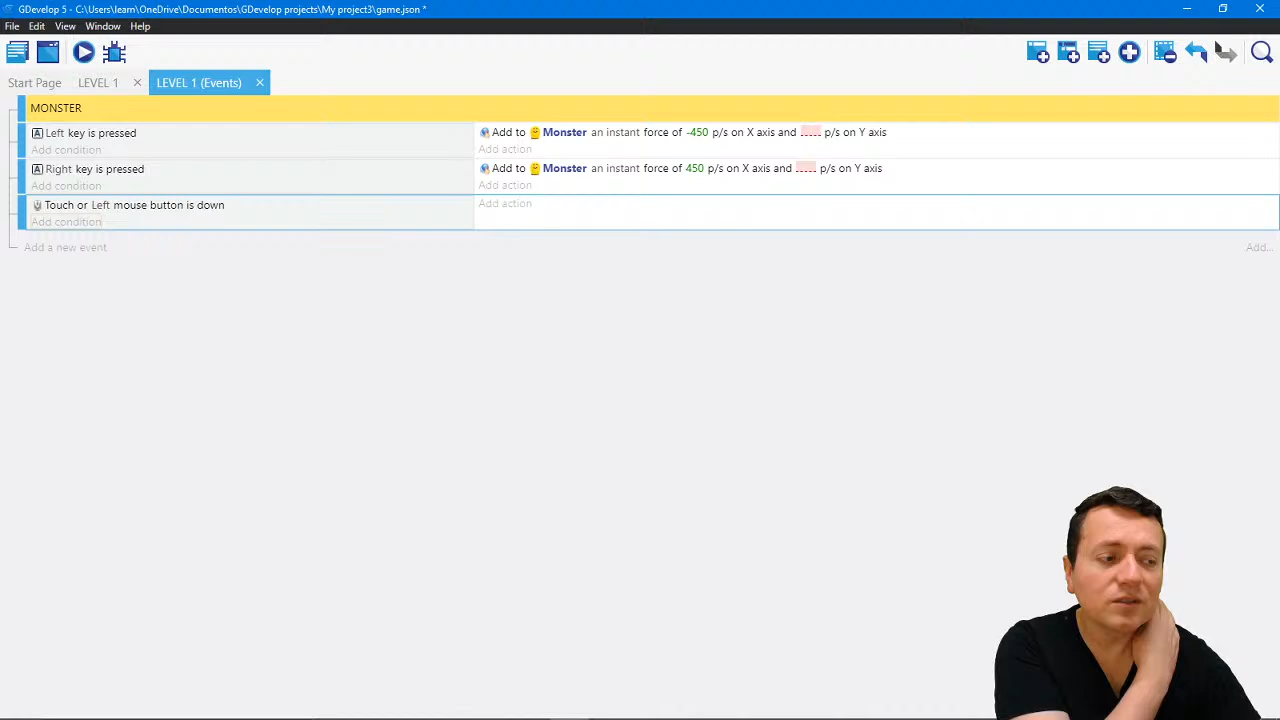 GDevelop 5 - C:\Users\learn\OneDrive\Documentos\GDevelop projects\My project3\game.json *
File Edit View Window Help
Start Page LEVEL 1 × LEVEL 1 (Events) ×
MONSTER
Left key is pressed Add to Monster an instant force of -450 p/s on X axis and p/s on Y axis
Add condition Add action
Right key is pressed Add to Monster an instant force of 450 p/s on X axis and p/s on Y axis
Add condition Add action
Touch or Left mouse button is down Add action
Add condition
Add a new event Add...